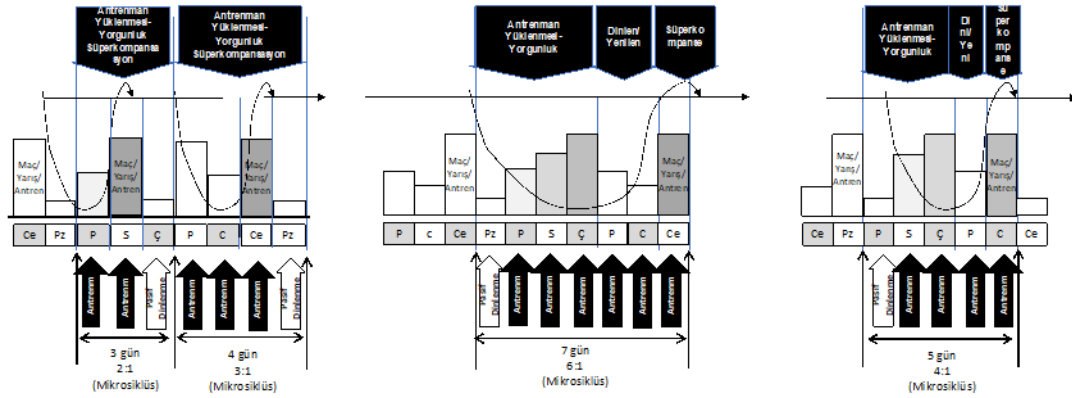 Antrenman
Yüklenmesi-
Yorgunluk
Süperkompansa
syon
Antrenman
Yüklenmesi-
Yorgunluk
Süperkompansasyon
Maç/
Yarış/
Antren
Maç/
Yarış/
Antren
Maç/
Yarış/
Antren
Ce Pz P S Ç P C Ce Pz
Antrenm
Antrenm
Pasif
Dinlenme
Antrenm
Antrenm
Antrenm
Pasif
Dinlenme
3 gün
2:1
(Mikrosiklüs)
4 gün
3:1
(Mikrosiklüs)
Antrenman
Yüklenmesi-
Yorgunluk
Dinlen/
Yenilen
Süperko
mpanse
Maç/
Yarış/
Antren
Maç/
Yarış/
Antren
P c Ce Pz P S Ç P C Ce
Pasif
Dinlenme
Antrenm
Antrenm
Antrenm
Antrenm
Antrenm
Antrenm
7 gün
6:1
(Mikrosiklüs)
Antrenman
Yüklenmesi-
Yorgunluk
Di
nl/
Ye
ni
Sü
per
ko
mp
ans
e
Maç/
Yarış/
Antren
Maç/
Yarış/
Antren
Ce Pz P S Ç P C Ce
Pasif
Dinlenme
Antrenm
Antrenm
Antrenm
Antrenm
5 gün
4:1
(Mikrosiklüs)